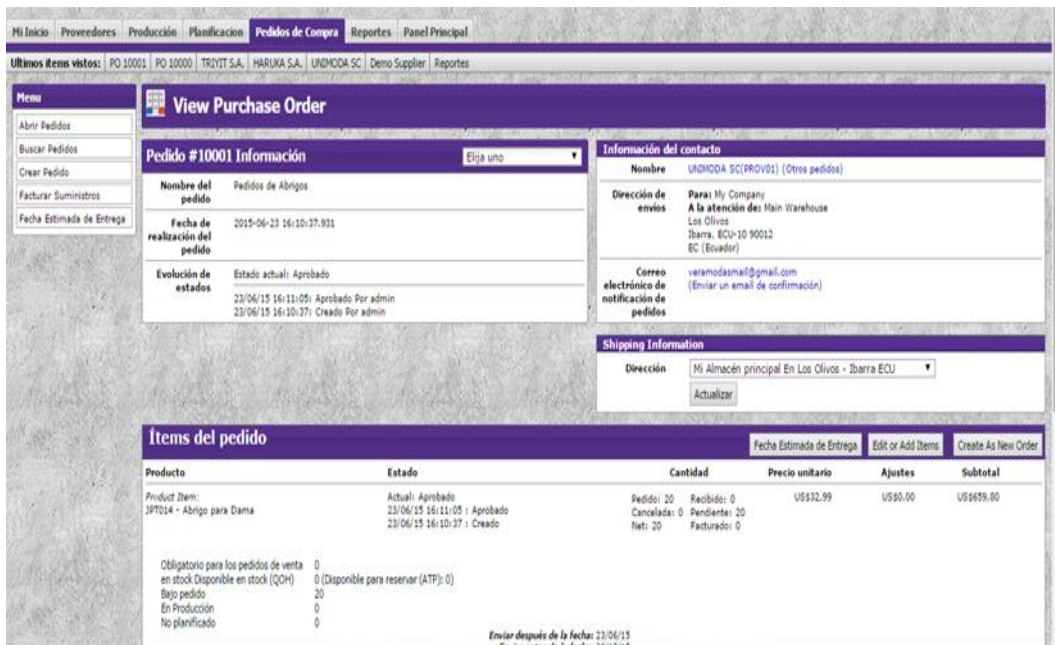 Mi Inicio Proveedores Producción Planificacion Pedidos de Compra Reportes Panel Principal
Ultimos items vistos: PO 10001 PO 10000 TRIYIT S.A. HARUKA S.A. UNIMODA SC Demo Supplier Reportes
Menu
Abrir Pedidos
Buscar Pedidos
Crear Pedido
Facturar Suministros
Fecha Estimada de Entrega
View Purchase Order
Pedido #10001 Información Elija uno
Nombre del pedido Pedidos de Abrigos
Fecha de realización del pedido 2015-06-23 16:10:37.931
Evolución de estados Estado actual: Aprobado
23/06/15 16:11:05: Aprobado Por admin
23/06/15 16:10:37: Creado Por admin
Información del contacto
Nombre UNIMODA SC(PROV01) (Otros pedidos)
Dirección de envíos Para: My Company
A la atención de: Main Warehouse
Los Olivos
Ibarra, ECU-10 90012
EC (Ecuador)
Correo electrónico de notificación de pedidos veramodasmail@gmail.com
(Enviar un email de confirmación)
Shipping Information
Dirección Mi Almacén principal En Los Olivos - Ibarra ECU
Actualizar
Ítems del pedido Fecha Estimada de Entrega Edit or Add Items Create As New Order
Producto Estado Cantidad Precio unitario Ajustes Subtotal
Product Item: Actual: Aprobado Pedido: 20 Recibido: 0 US$32.99 US$0.00 US$659.80
JPT014 - Abrigo para Dama 23/06/15 16:11:05 : Aprobado Cancelada: 0 Pendiente: 20
23/06/15 16:10:37 : Creado Net: 20 Facturado: 0
Obligatorio para los pedidos de venta 0
en stock Disponible en stock (QOH) 0 (Disponible para reservar (ATP): 0)
Bajo pedido 20
En Producción 0
No planificado 0
Enviar después de la fecha: 23/06/15